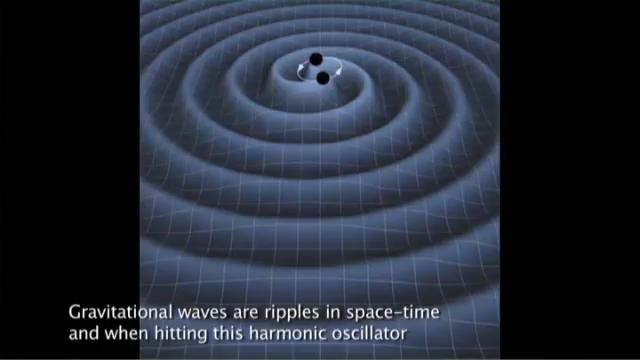 Gravitational waves are ripples in space-time
and when hitting this harmonic oscillator